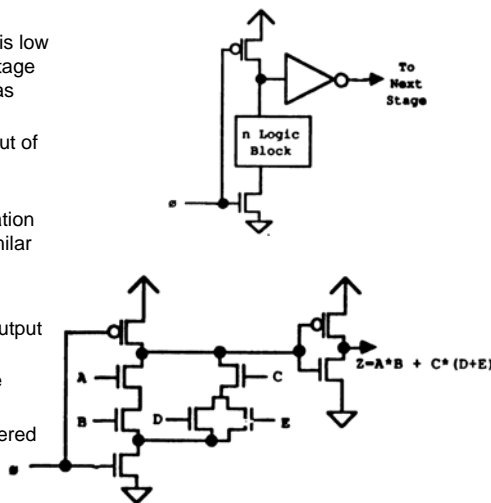 is low
tage
as
ut of
ation
nilar
utput
e
ered
To
Next
Stage
n Logic
Block
ø
A
B
C
D
E
Z=A*B + C*(D+E)
ø